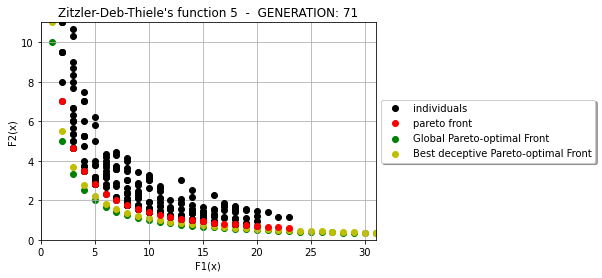 Zitzler-Deb-Thiele's function 5 - GENERATION: 71
10
8
6
4
2
0
F2(x)
0 5 10 15 20 25 30
F1(x)
individuals
pareto front
Global Pareto-optimal Front
Best deceptive Pareto-optimal Front